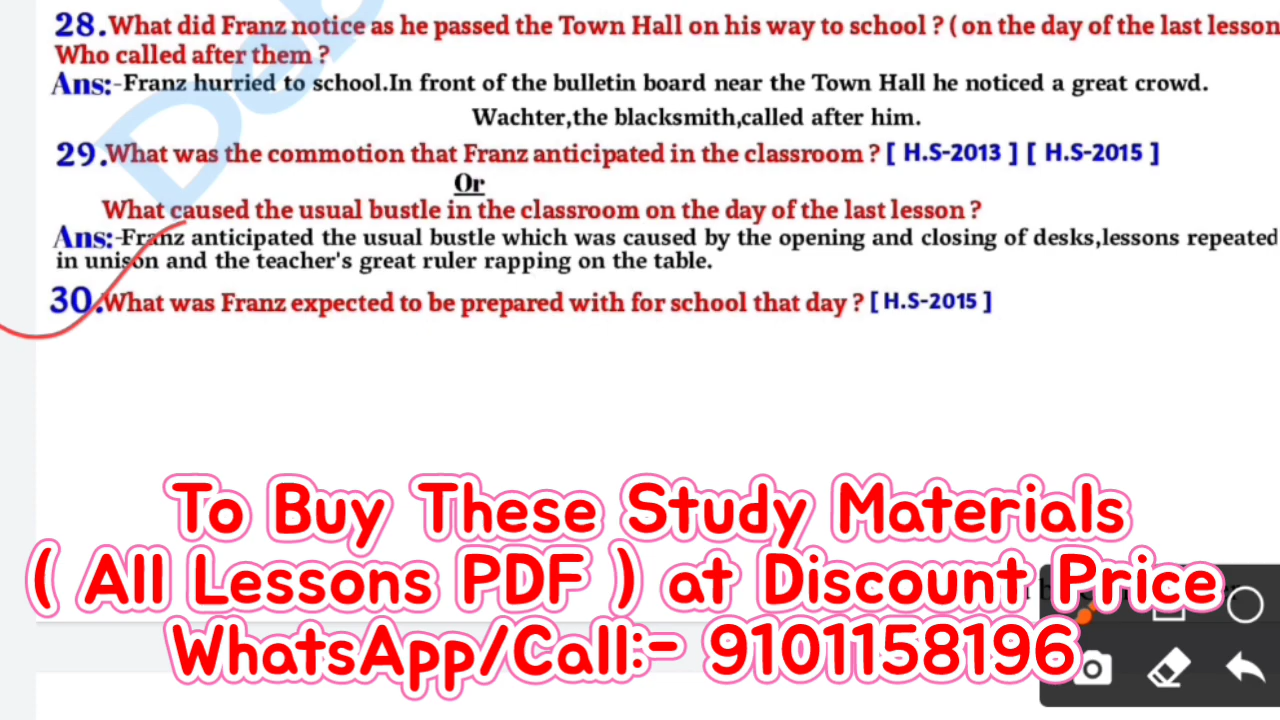 28.What did Franz notice as he passed the Town Hall on his way to school ? ( on the day of the last lesson
Who called after them ?
Ans:-Franz hurried to school.In front of the bulletin board near the Town Hall he noticed a great crowd.
Wachter,the blacksmith,called after him.
29.What was the commotion that Franz anticipated in the classroom ? [ H.S-2013 ] [ H.S-2015 ]
Or
What caused the usual bustle in the classroom on the day of the last lesson ?
Ans:-Franz anticipated the usual bustle which was caused by the opening and closing of desks,lessons repeated
in unison and the teacher's great ruler rapping on the table.
30.What was Franz expected to be prepared with for school that day ? [ H.S-2015 ]
To Buy These Study Materials
( All Lessons PDF ) at Discount Price
WhatsApp/Call:- 9101158196